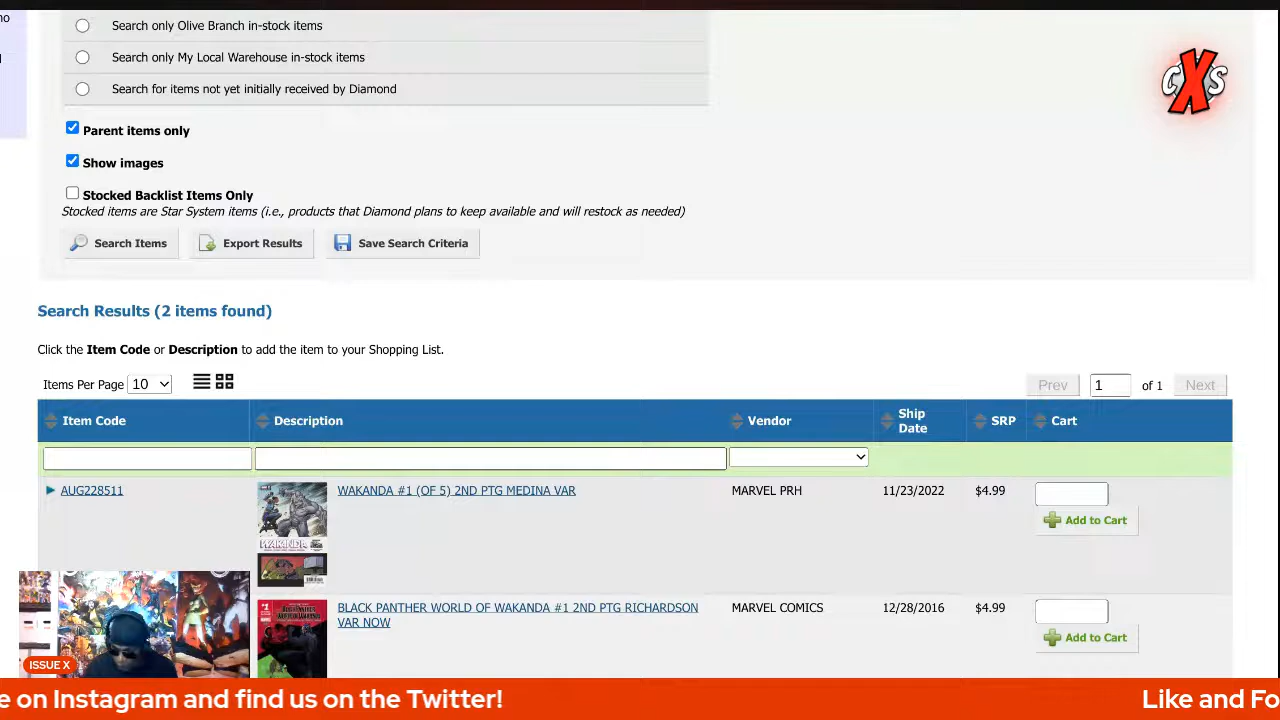 no
Search only Olive Branch in-stock items
Search only My Local Warehouse in-stock items
Search for items not yet initially received by Diamond
CXS
Parent items only
Show images
Stocked Backlist Items Only
Stocked items are Star System items (i.e., products that Diamond plans to keep available and will restock as needed)
Search Items Export Results Save Search Criteria
Search Results (2 items found)
Click the Item Code or Description to add the item to your Shopping List.
Items Per Page 10 Prev 1 of 1 Next
Item Code Description Vendor Ship Date SRP Cart
AUG228511 WAKANDA #1 (OF 5) 2ND PTG MEDINA VAR MARVEL PRH 11/23/2022 $4.99
Add to Cart
WAKANDA
BLACK PANTHER WORLD OF WAKANDA #1 2ND PTG RICHARDSON MARVEL COMICS 12/28/2016 $4.99
VAR NOW
Add to Cart
ISSUE X
e on Instagram and find us on the Twitter! Like and Fo